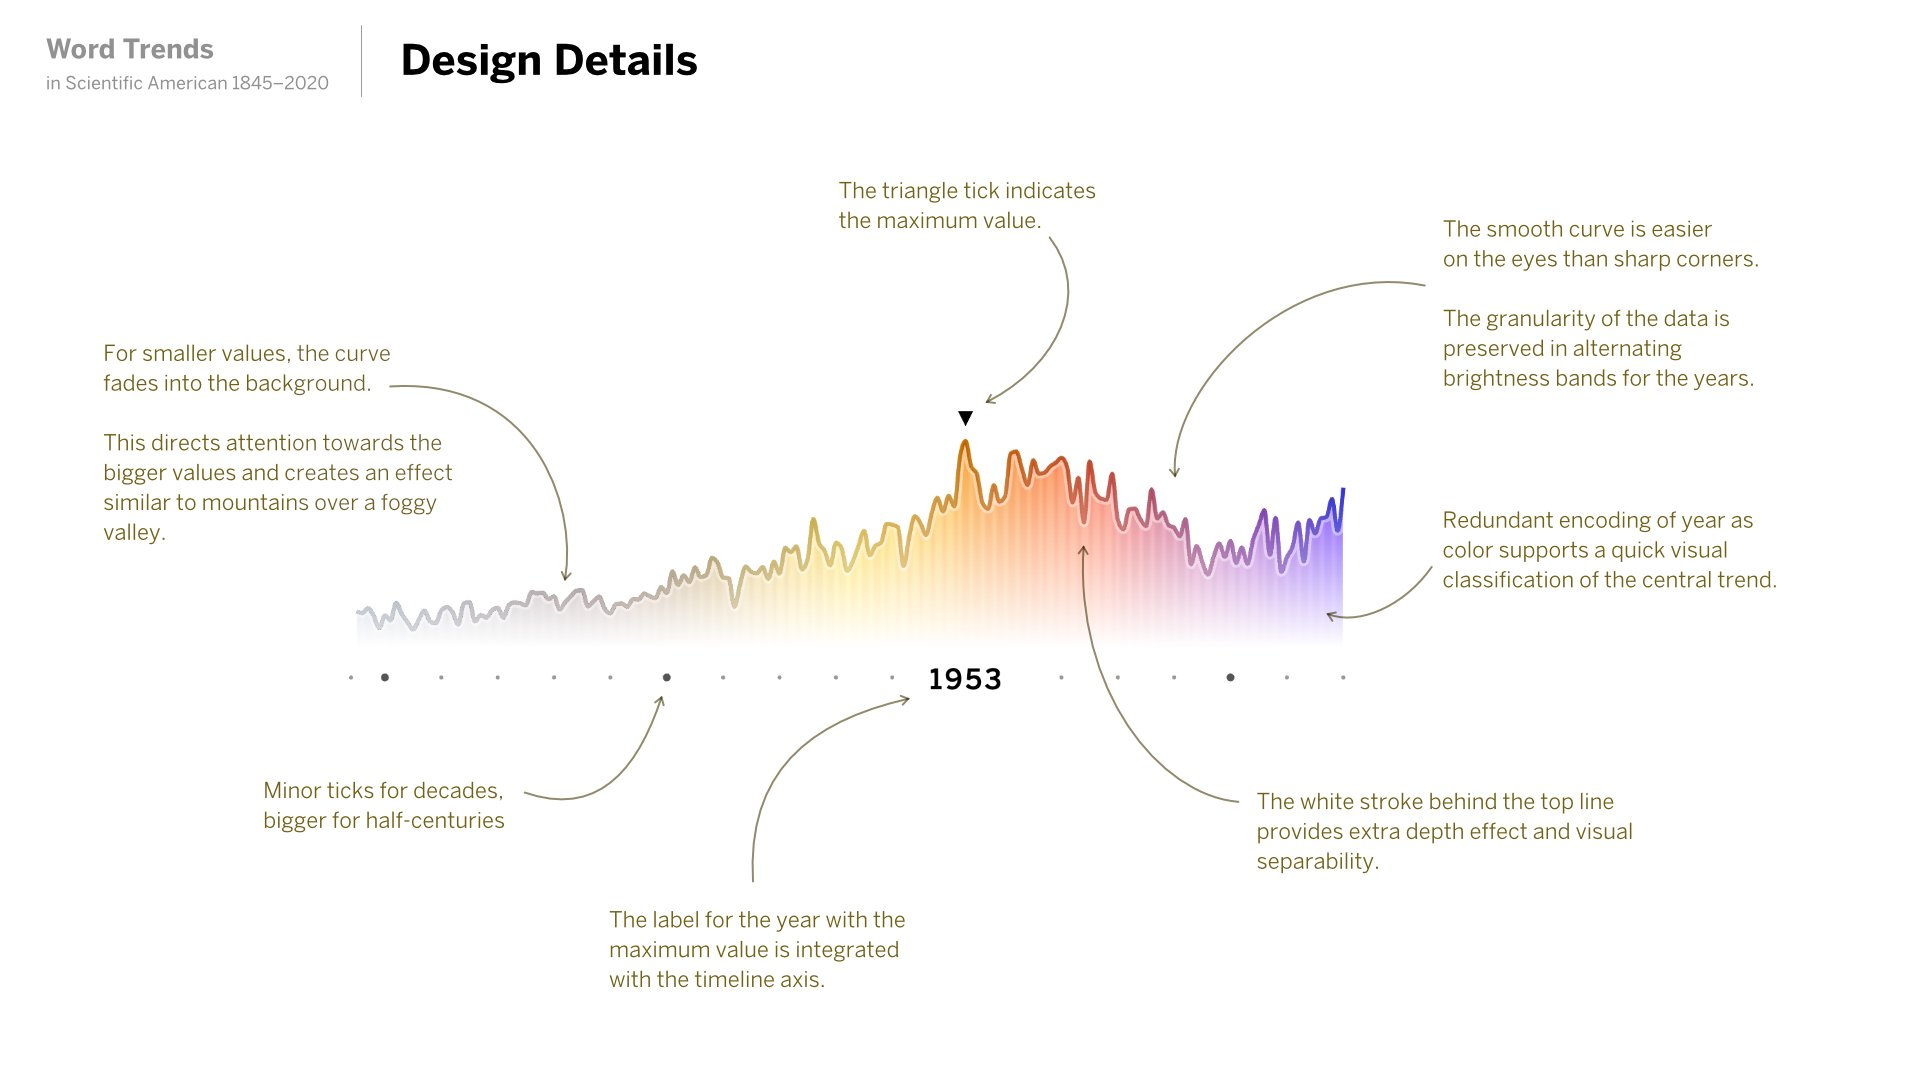 Word Trends
in Scientific American 1845–2020
Design Details
The triangle tick indicates
the maximum value.
The smooth curve is easier
on the eyes than sharp corners.
The granularity of the data is
preserved in alternating
brightness bands for the years.
For smaller values, the curve
fades into the background.
This directs attention towards the
bigger values and creates an effect
similar to mountains over a foggy
valley.
Redundant encoding of year as
color supports a quick visual
classification of the central trend.
1953
Minor ticks for decades,
bigger for half-centuries
The white stroke behind the top line
provides extra depth effect and visual
separability.
The label for the year with the
maximum value is integrated
with the timeline axis.